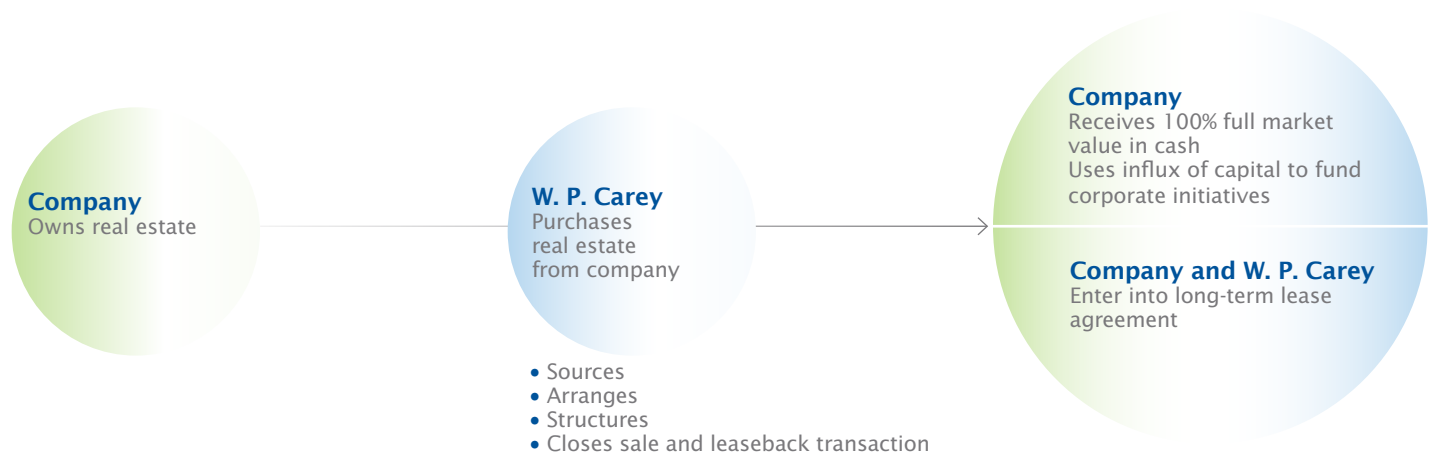 Company
Owns real estate
W. P. Carey
Purchases
real estate
from company
• Sources
• Arranges
• Structures
• Closes sale and leaseback transaction
Company
Receives 100% full market
value in cash
Uses influx of capital to fund
corporate initiatives
Company and W. P. Carey
Enter into long-term lease
agreement